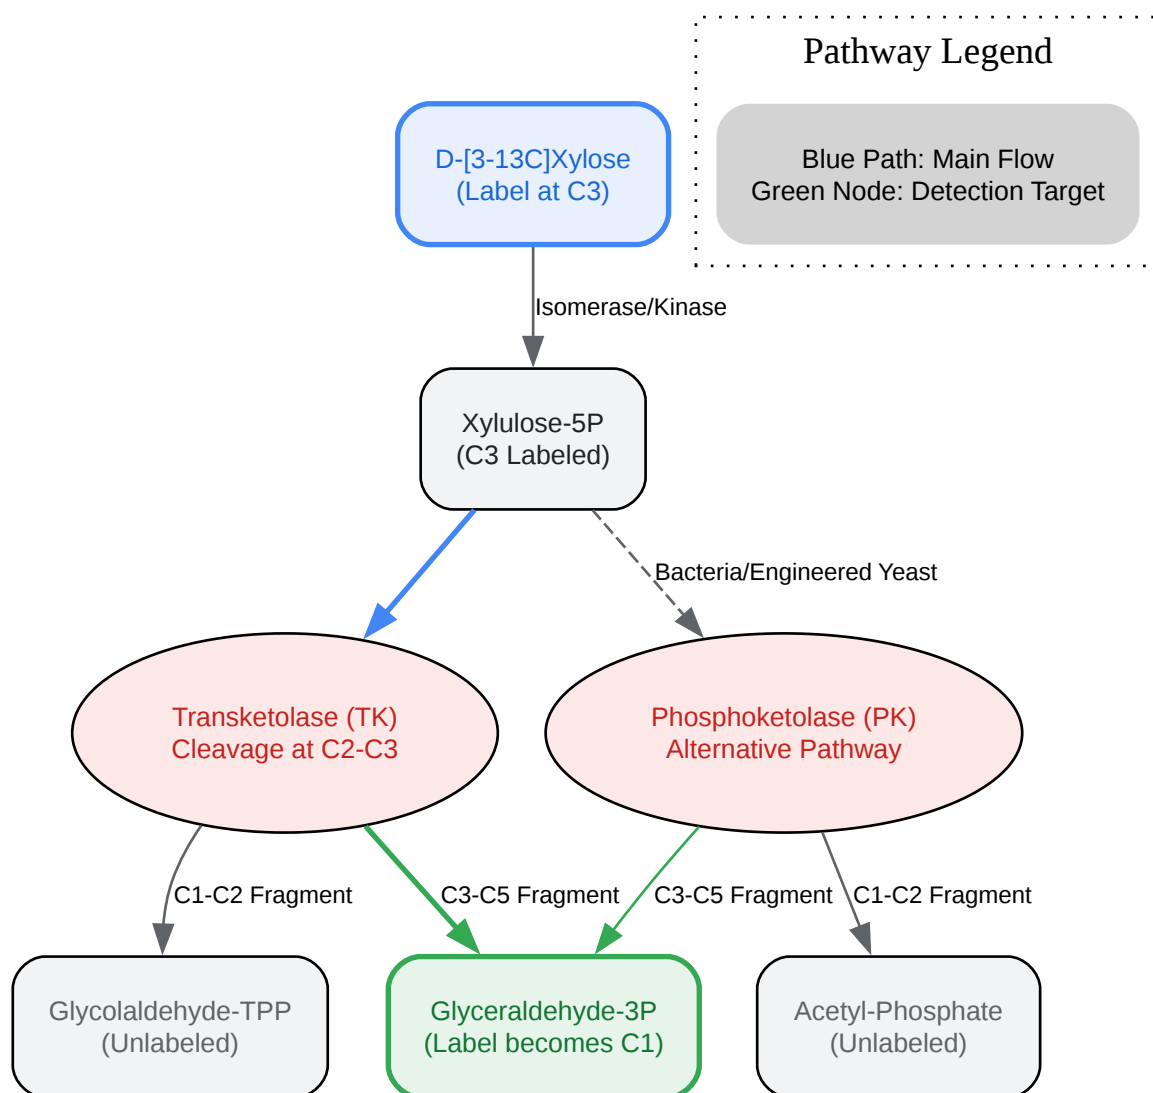 Pathway Legend
Blue Path: Main Flow
Green Node: Detection Target
D-[3-13C]Xylose
(Label at C3)
Isomerase/Kinase
Xylulose-5P
(C3 Labeled)
Bacteria/Engineered Yeast
Transketolase (TK)
Cleavage at C2-C3
Phosphoketolase (PK)
Alternative Pathway
C1-C2 Fragment
C3-C5 Fragment
C3-C5 Fragment
C1-C2 Fragment
Glycolaldehyde-TPP
(Unlabeled)
Glyceraldehyde-3P
(Label becomes C1)
Acetyl-Phosphate
(Unlabeled)